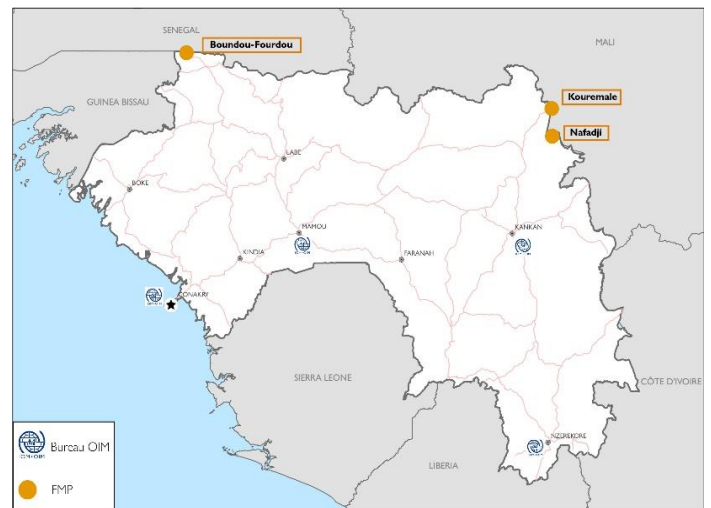 SENEGAL
Boundou-Fourdou
MALI
Kouremale
GUINEA BISSAU
Nafadji
LABE
BOKE
MAMOU
KANKAN
KINDIA
FARANAH
CONAKRY
SIERRA LEONE
CÔTE D'IVOIRE
NZEREKORE
LIBERIA
Bureau OIM
FMP